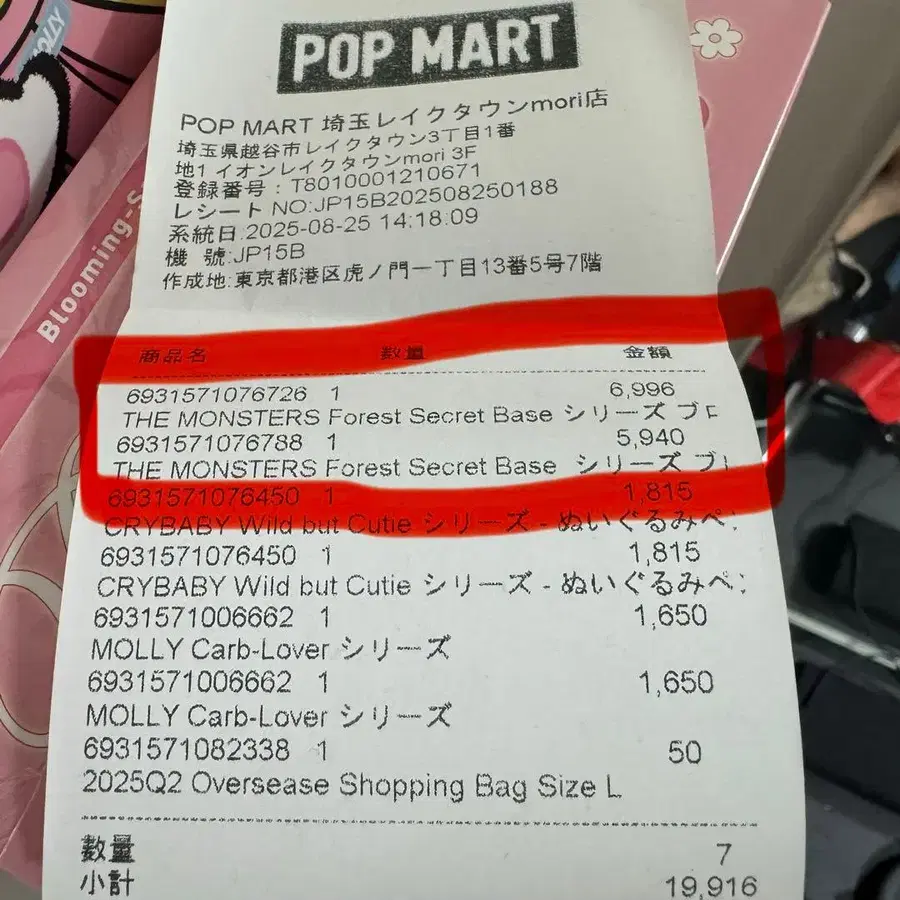 OLLY
Blooming-S
POP MART
POP MART 埼玉レイクタウンmori店
埼玉県越谷市レイクタウン3丁目1番
地1 イオンレイクタウンmori 3F
登録番号：T8010001210671
レシート NO:JP15B202508250188
系統日:2025-08-25 14:18:09
機 號:JP15B
作成地:東京都港区虎ノ門一丁目13番5号7階
商品名 数量 金額
6931571076726 1 6,996
THE MONSTERS Forest Secret Base シリーズ ブ
6931571076788 1 5,940
THE MONSTERS Forest Secret Base シリーズ ブ
6931571076450 1 1,815
CRYBABY Wild but Cutie シリーズ - ぬいぐるみペ
6931571076450 1 1,815
CRYBABY Wild but Cutie シリーズ - ぬいぐるみペ
6931571006662 1 1,650
MOLLY Carb-Lover シリーズ
6931571006662 1 1,650
MOLLY Carb-Lover シリーズ
6931571082338 1 50
2025Q2 Oversease Shopping Bag Size L
数量 7
小計 19,916